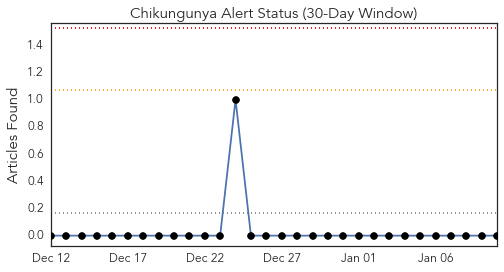 Chikungunya Alert Status (30-Day Window)
Articles Found
1.4
1.2
1.0
0.8
0.6
0.4
0.2
0.0
Dec 12 Dec 17 Dec 22 Dec 27 Jan 01 Jan 06